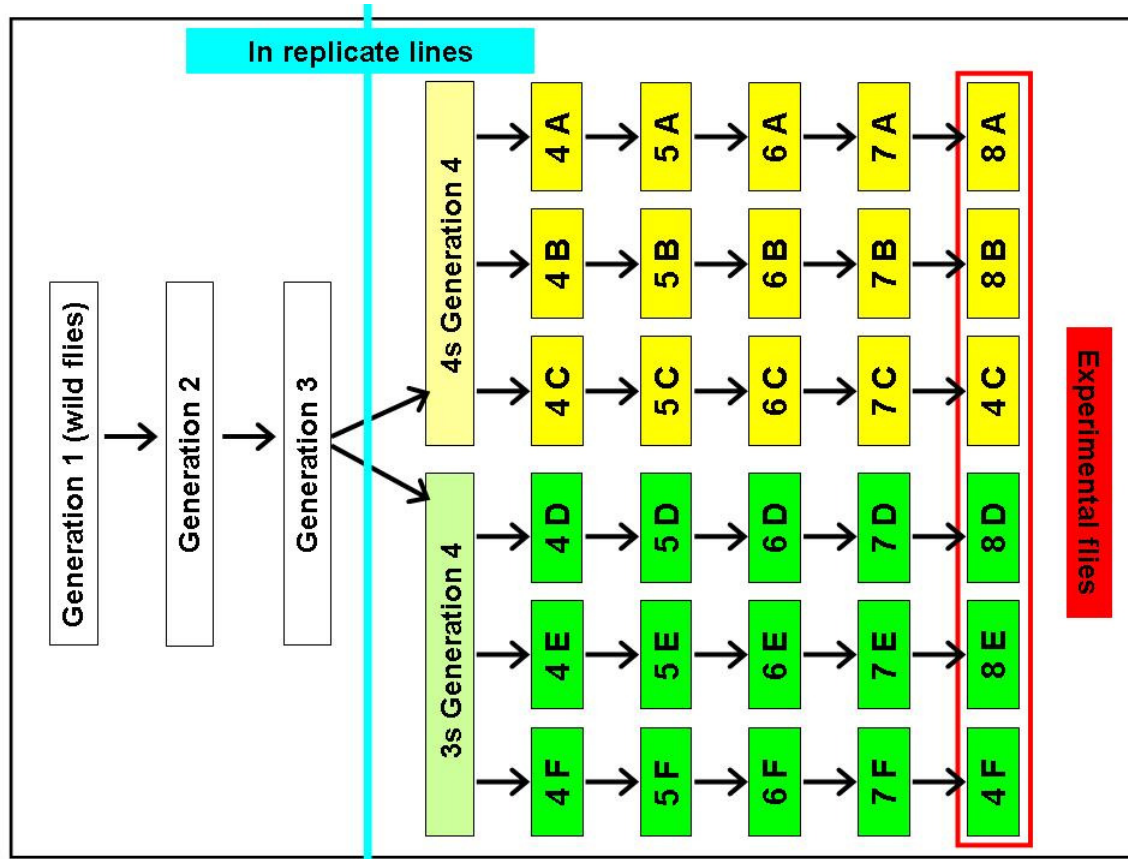 In replicate lines
Generation 1 (wild flies)
Generation 2
Generation 3
4s Generation 4
4 A
5 A
6 A
7 A
8 A
4 B
5 B
6 B
7 B
8 B
4 C
5 C
6 C
7 C
4 C
3s Generation 4
4 D
5 D
6 D
7 D
8 D
4 E
5 E
6 E
7 E
8 E
4 F
5 F
6 F
7 F
4 F
Experimental flies